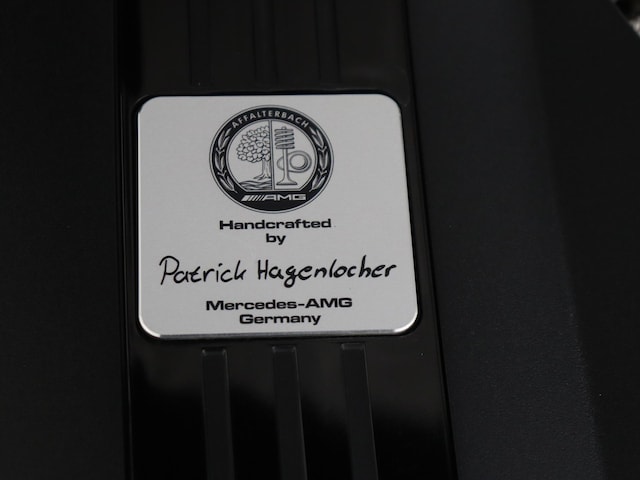 AFFALTERBACH
AMG
Handcrafted
by
Patrick Hagenlocher
Mercedes-AMG
Germany